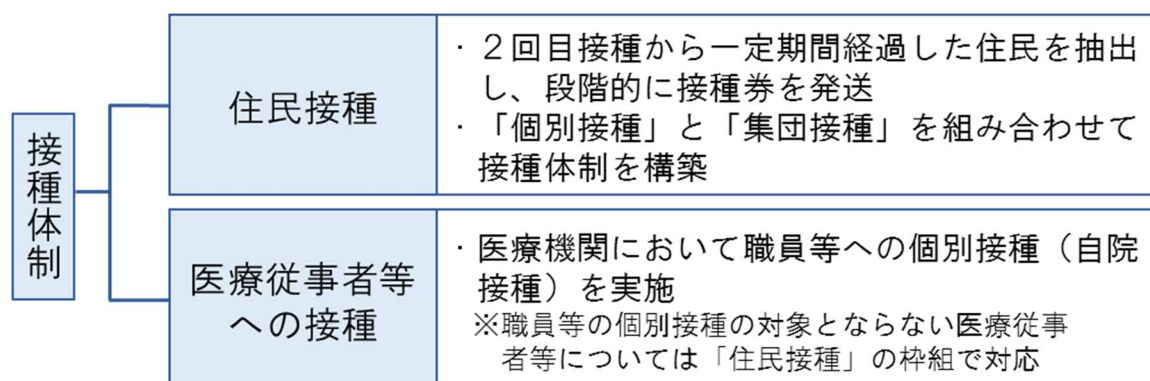 接種体制
住民接種
・２回目接種から一定期間経過した住民を抽出
し、段階的に接種券を発送
・「個別接種」と「集団接種」を組み合わせて
接種体制を構築
医療従事者等
への接種
・医療機関において職員等への個別接種（自院
接種）を実施
※職員等の個別接種の対象とならない医療従事
者等については「住民接種」の枠組で対応